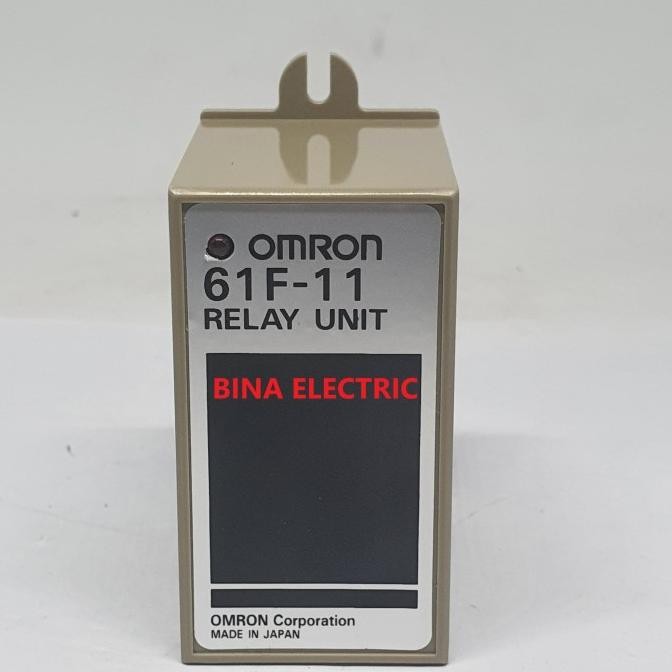 OMRON
61F-11
RELAY UNIT
BINA ELECTRIC
OMRON Corporation
MADE IN JAPAN